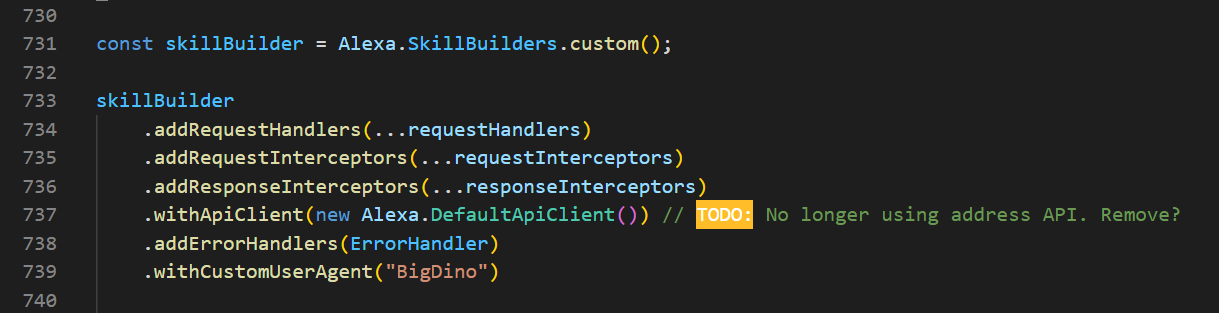 730
731 const skillBuilder = Alexa.SkillBuilders.custom();
732
733 skillBuilder
734 .addRequestHandlers(...requestHandlers)
735 .addRequestInterceptors(...requestInterceptors)
736 .addResponseInterceptors(...responseInterceptors)
737 .withApiClient(new Alexa.DefaultApiClient()) // TODO: No longer using address API. Remove?
738 .addErrorHandlers(ErrorHandler)
739 .withCustomUserAgent("BigDino")
740